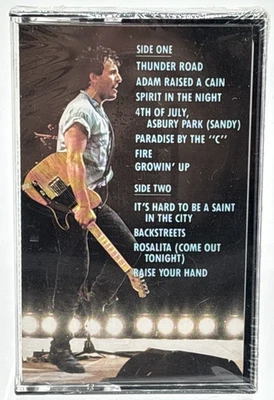 SIDE ONE
THUNDER ROAD
ADAM RAISED A CAIN
SPIRIT IN THE NIGHT
4TH OF JULY,
ASBURY PARK (SANDY)
PARADISE BY THE "C"
FIRE
GROWIN' UP
SIDE TWO
IT'S HARD TO BE A SAINT
IN THE CITY
BACKSTREETS
ROSALITA (COME OUT
TONIGHT)
RAISE YOUR HAND